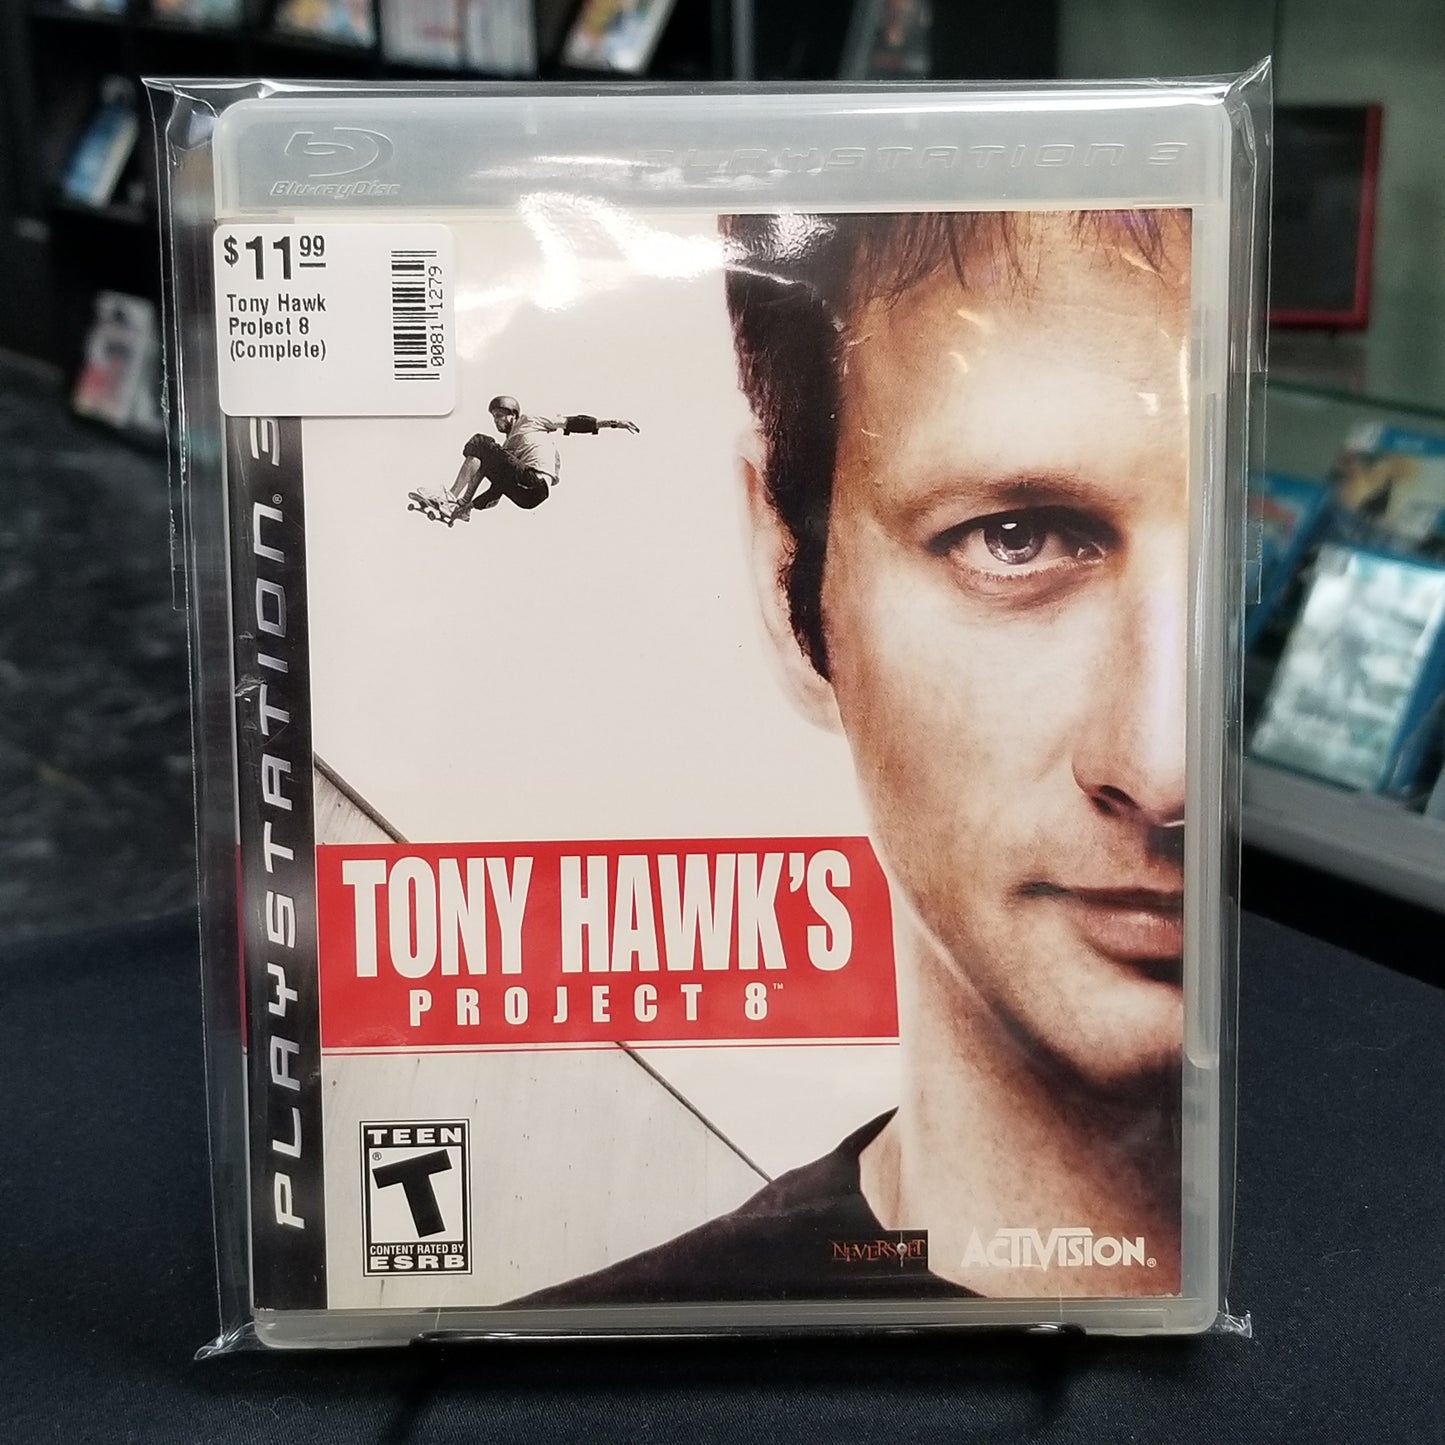 Blu-ray Disc
PLAYSTATION 3
$11.99
Tony Hawk
Project 8
(Complete)
0081 1279
PLAYSTATION® 3
TONY HAWK'S
PROJECT 8™
TEEN
®
T
CONTENT RATED BY
ESRB
NEVERSOFT
ACTIVISION®